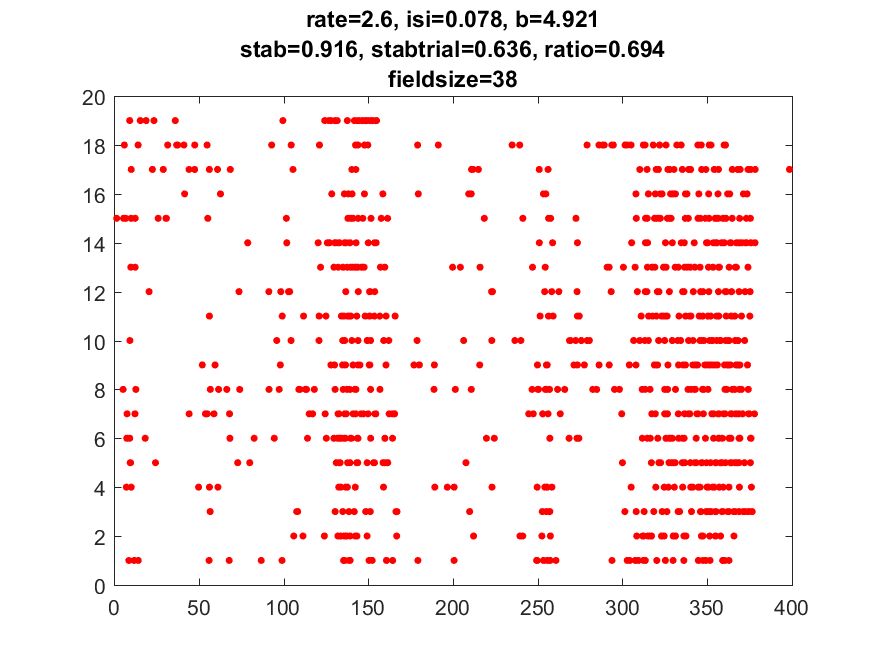 rate=2.6, isi=0.078, b=4.921
stab=0.916, stabtrial=0.636, ratio=0.694
fieldsize=38
20
18
16
14
12
10
8
6
4
2
0
0 50 100 150 200 250 300 350 400